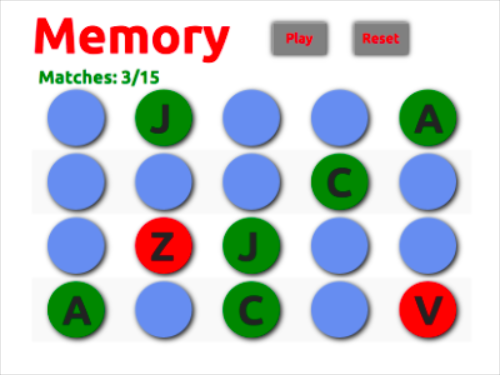 Memory Play Reset
Matches: 3/15
J A
C
Z J
A C V